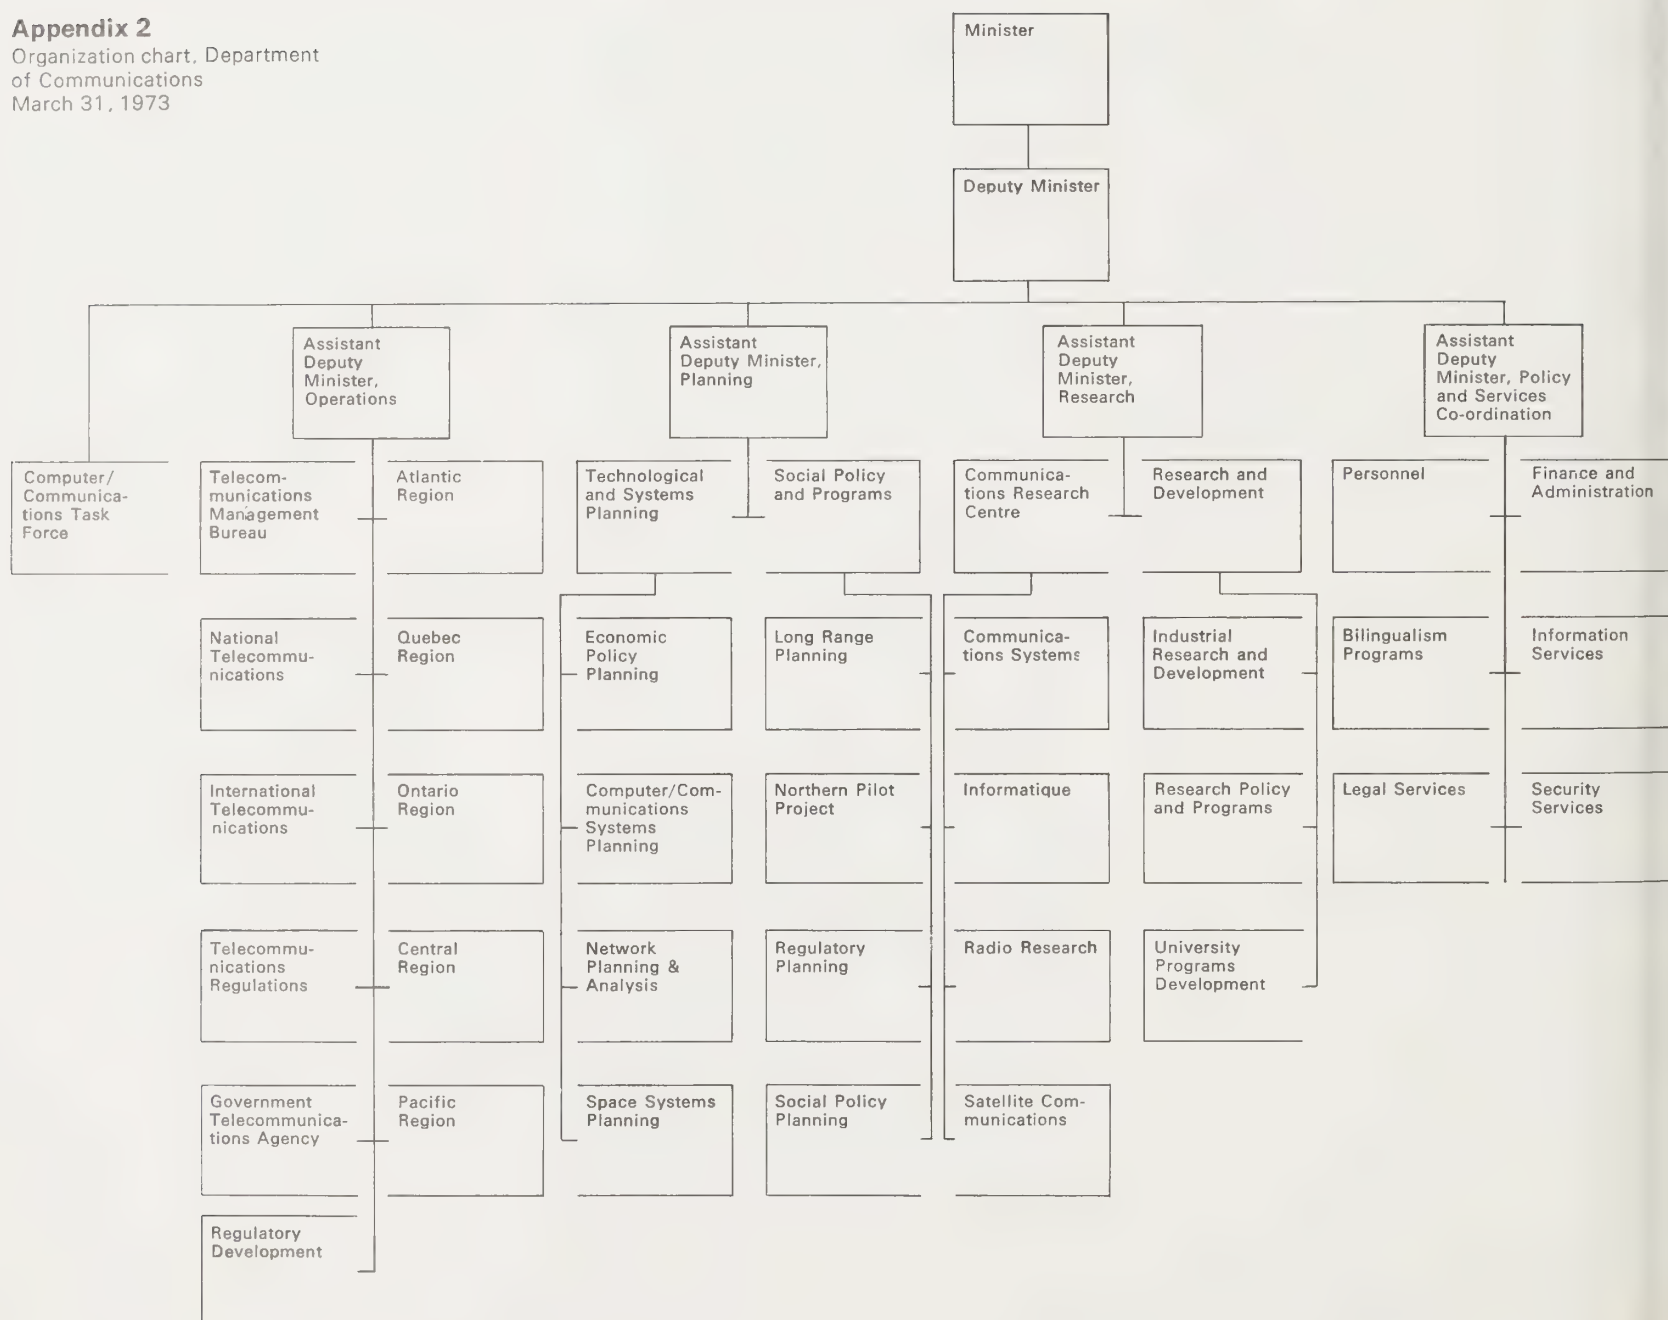 Appendix 2
Organization chart, Department
of Communications
March 31, 1973
Minister
Deputy Minister
Assistant
Deputy
Minister,
Operations
Assistant
Deputy Minister,
Planning
Assistant
Deputy
Minister,
Research
Assistant
Deputy
Minister, Policy
and Services
Co-ordination
Computer/
Communica-
tions Task
Force
Telecom-
munications
Management
Bureau
Atlantic
Region
Technological
and Systems
Planning
Social Policy
and Programs
Communica-
tions Research
Centre
Research and
Development
Personnel
Finance and
Administration
National
Telecommu-
nications
Quebec
Region
Economic
Policy
Planning
Long Range
Planning
Communica-
tions Systems
Industrial
Research and
Development
Bilingualism
Programs
Information
Services
International
Telecommu-
nications
Ontario
Region
Computer/Com-
munications
Systems
Planning
Northern Pilot
Project
Informatique
Research Policy
and Programs
Legal Services
Security
Services
Telecommu-
nications
Regulations
Central
Region
Network
Planning &
Analysis
Regulatory
Planning
Radio Research
University
Programs
Development
Government
Telecommunica-
tions Agency
Pacific
Region
Space Systems
Planning
Social Policy
Planning
Satellite Com-
munications
Regulatory
Development